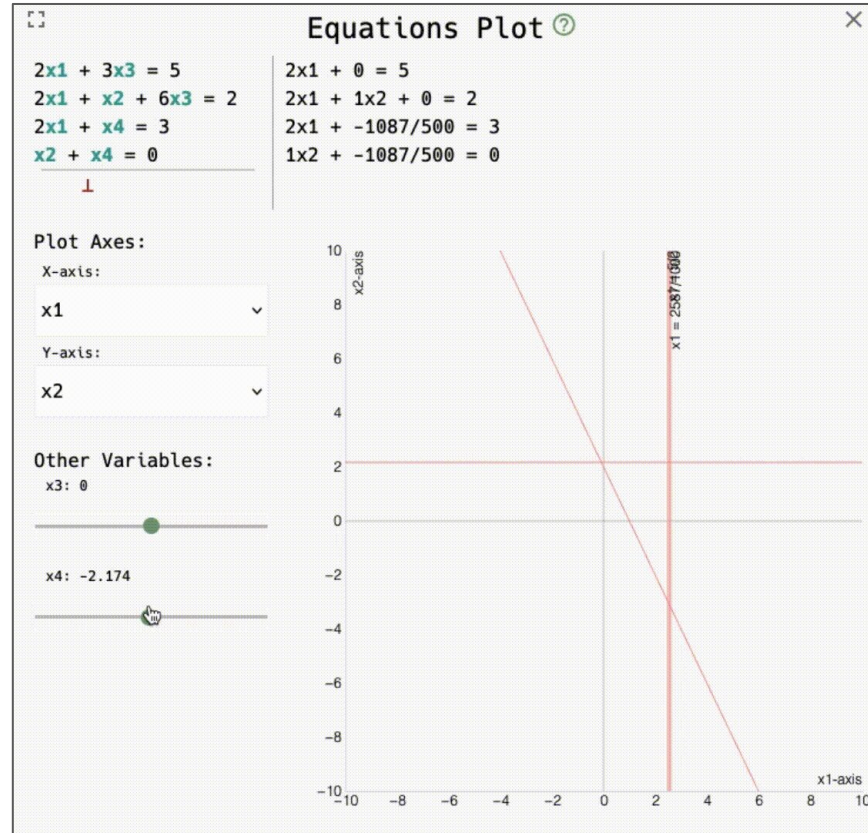 Equations Plot ?
2x1 + 3x3 = 5
2x1 + x2 + 6x3 = 2
2x1 + x4 = 3
x2 + x4 = 0
⊥
2x1 + 0 = 5
2x1 + 1x2 + 0 = 2
2x1 + -1087/500 = 3
1x2 + -1087/500 = 0
Plot Axes:
X-axis:
x1
Y-axis:
x2
Other Variables:
x3: 0
x4: -2.174
x2-axis
10
8
6
4
2
0
-2
-4
-6
-8
-10
x1-axis
-10 -8 -6 -4 -2 0 2 4 6 8 10